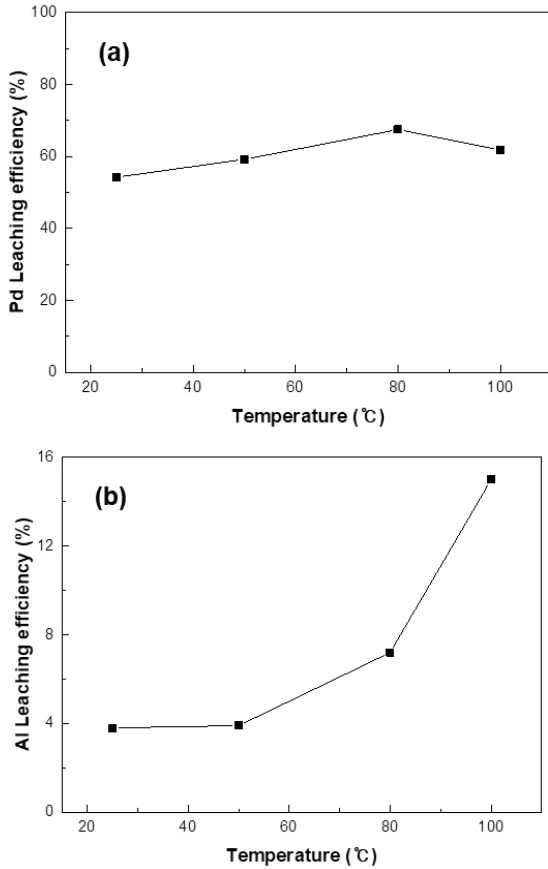 (a)
Pd Leaching efficiency (%)
100
80
60
40
20
0
20 40 60 80 100
Temperature (℃)
(b)
Al Leaching efficiency (%)
16
12
8
4
0
20 40 60 80 100
Temperature (℃)